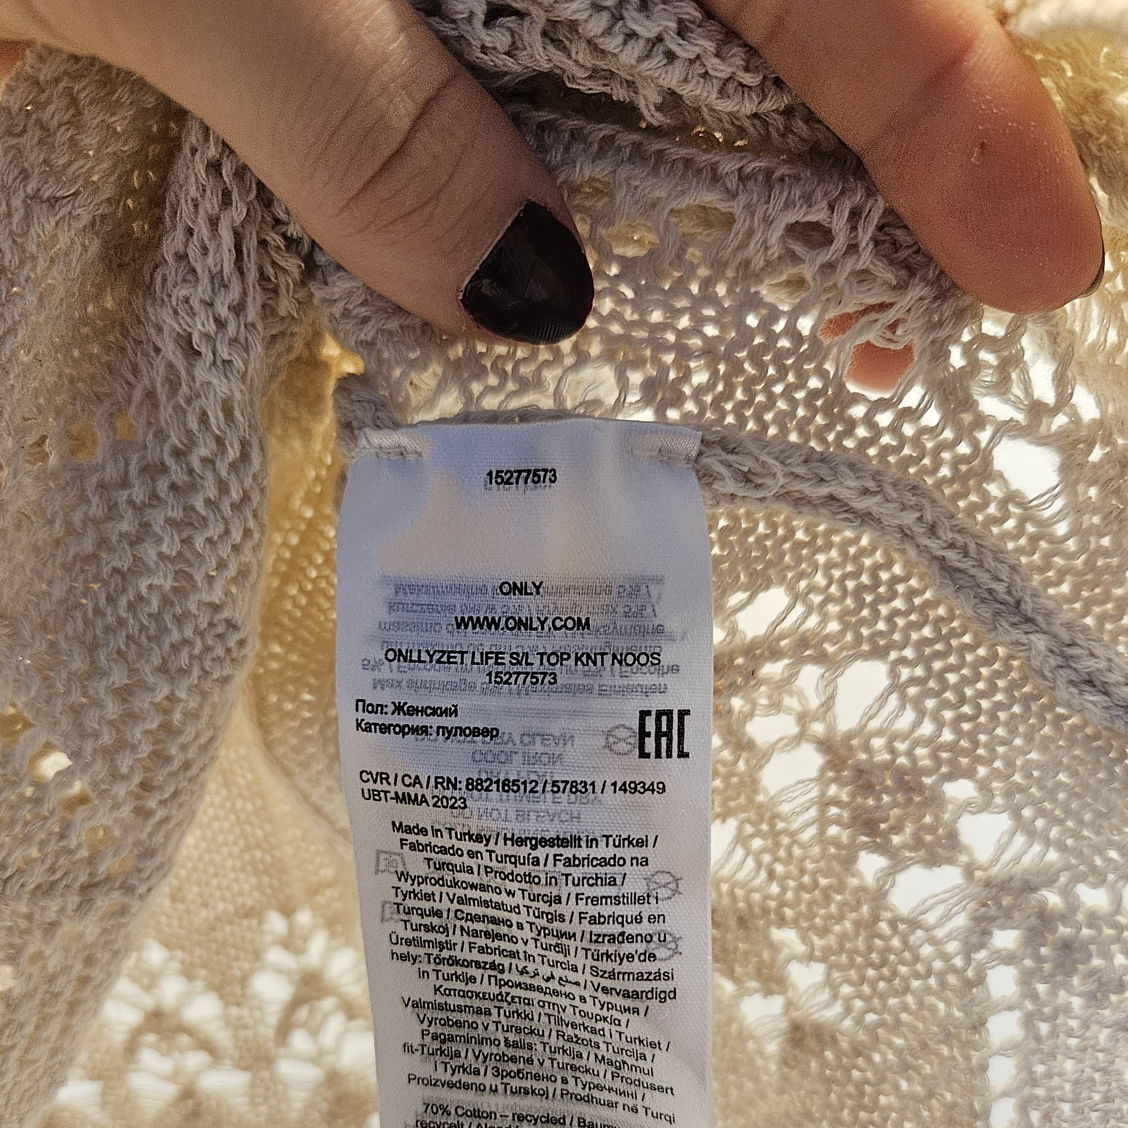 15277573
ONLY
WWW.ONLY.COM
ONLLYZET LIFE S/L TOP KNT NOOS
15277573
Пол: Женский
Категория: пуловер
EAC
CVR / CA / RN: 88216512 / 57831 / 149349
UBT-MMA 2023
Made in Turkey / Hergestellt in Türkei /
Fabricado en Turquía / Fabricado na
Turquia / Prodotto in Turchia /
Wyprodukowano w Turcja / Fremstillet i
Tyrkiet / Valmistatud Türgis / Fabriqué en
Turquie / Сделано в Турции / Izrađeno u
Turskoj / Narejeno v Turčiji / Türkiye'de
Üretilmiştir / Fabricat în Turcia / Származási
hely: Törökország / صنع في تركيا / Vervaardigd
in Turkije / Произведено в Турция /
Κατασκευάζεται στην Τουρκία /
Valmistusmaa Turkki / Tillverkad i Turkiet /
Vyrobeno v Turecku / Ražots Turcija /
Pagaminimo šalis: Turkija / Magħmul
fit-Turkija / Vyrobené v Turecku / Produsert
i Tyrkia / Зроблено в Туреччині /
Proizvedeno u Turskoj / Prodhuar në Turqi
70% Cotton – recycled /